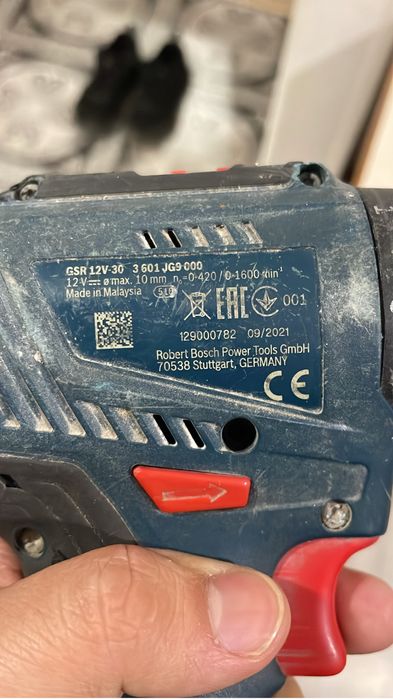 GSR 12V-30 3 601 JG9 000
12 V ⎓ ø max. 10 mm n₀=0-420 / 0-1600 min⁻¹
Made in Malaysia 510
EAC 001
129000782 09/2021
Robert Bosch Power Tools GmbH
70538 Stuttgart, GERMANY
CE